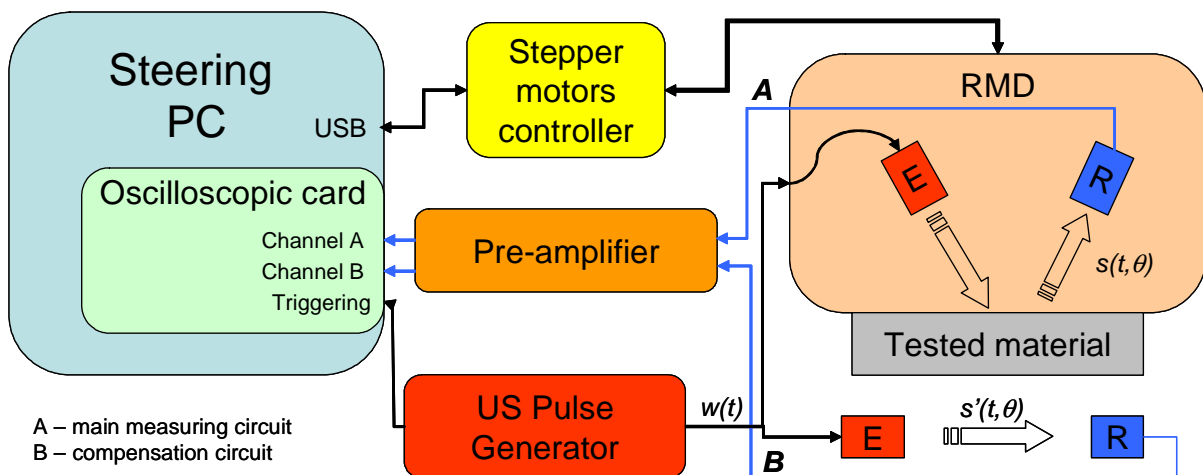 Steering
PC
USB
Oscilloscopic card
Channel A
Channel B
Triggering
A – main measuring circuit
B – compensation circuit
Stepper
motors
controller
Pre-amplifier
US Pulse
Generator
w(t)
A
B
RMD
E
R
s(t,θ)
Tested material
E
s'(t,θ)
R